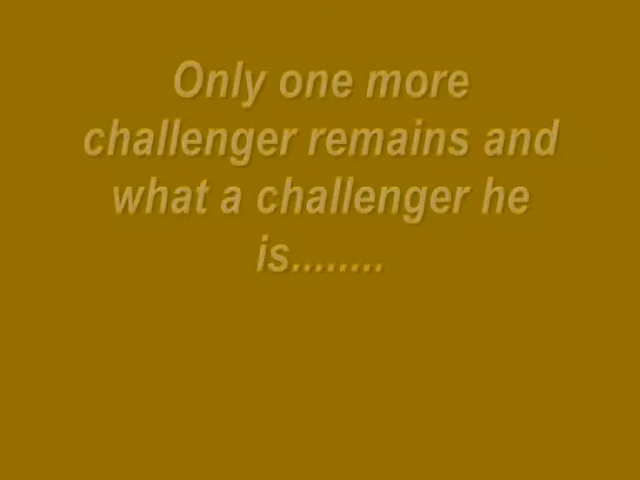 Only one more
challenger remains and
what a challenger he
is........